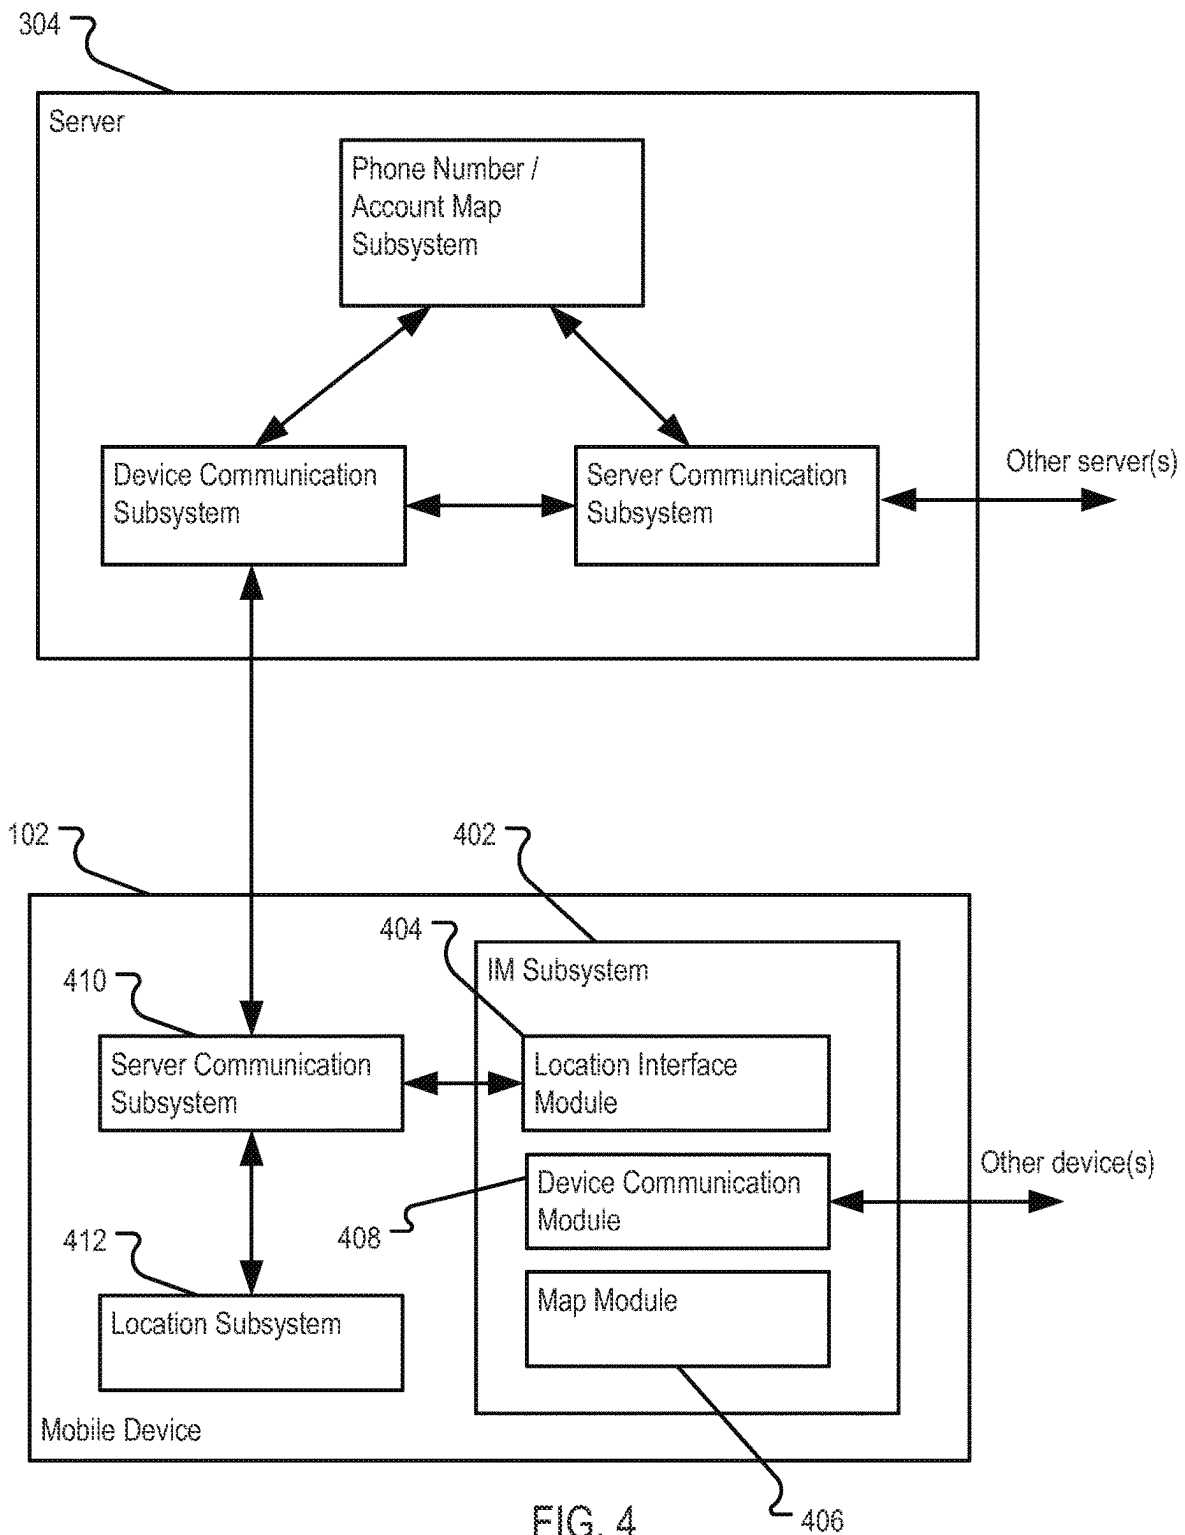 304
Server
Phone Number /
Account Map
Subsystem
Device Communication
Subsystem
Server Communication
Subsystem
Other server(s)
102
402
404
IM Subsystem
410
Server Communication
Subsystem
Location Interface
Module
Device Communication
Module
Other device(s)
408
412
Location Subsystem
Map Module
Mobile Device
406
FIG. 4